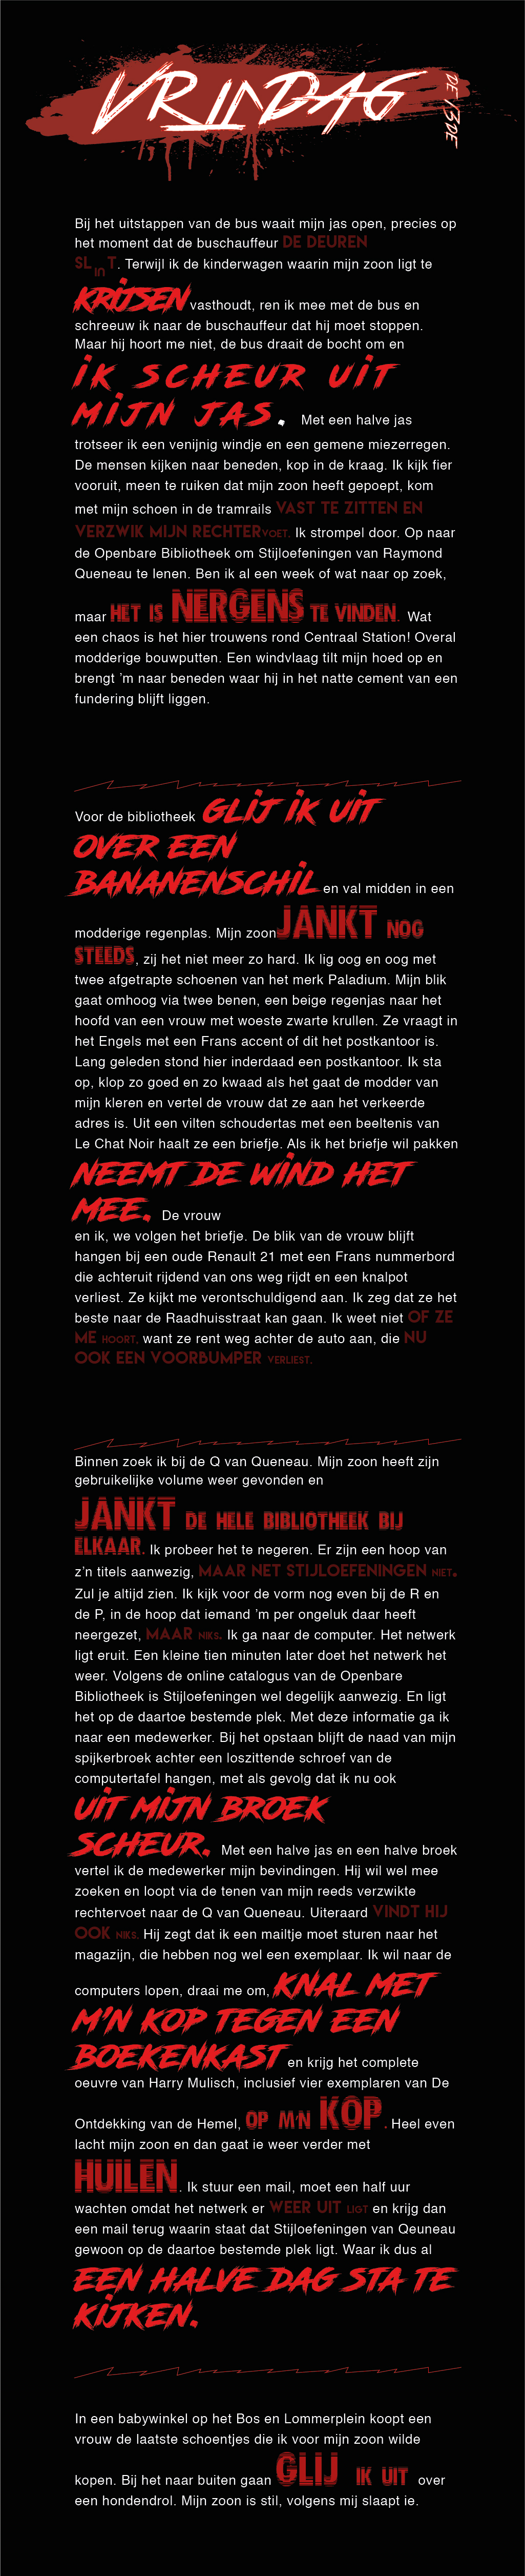 VRIJDAG DE 13DE
Bij het uitstappen van de bus waait mijn jas open, precies op
het moment dat de buschauffeur DE DEUREN
SLUIT. Terwijl ik de kinderwagen waarin mijn zoon ligt te
KRIJSEN vasthoudt, ren ik mee met de bus en
schreeuw ik naar de buschauffeur dat hij moet stoppen.
Maar hij hoort me niet, de bus draait de bocht om en
IK SCHEUR UIT
MIJN JAS. Met een halve jas
trotseer ik een venijnig windje en een gemene miezerregen.
De mensen kijken naar beneden, kop in de kraag. Ik kijk fier
vooruit, meen te ruiken dat mijn zoon heeft gepoept, kom
met mijn schoen in de tramrails VAST TE ZITTEN EN
VERZWIK MIJN RECHTERVOET. Ik strompel door. Op naar
de Openbare Bibliotheek om Stijloefeningen van Raymond
Queneau te lenen. Ben ik al een week of wat naar op zoek,
maar HET IS NERGENS TE VINDEN. Wat
een chaos is het hier trouwens rond Centraal Station! Overal
modderige bouwputten. Een windvlaag tilt mijn hoed op en
brengt ’m naar beneden waar hij in het natte cement van een
fundering blijft liggen.
Voor de bibliotheek GLIJ IK UIT
OVER EEN
BANANENSCHIL en val midden in een
modderige regenplas. Mijn zoon JANKT NOG
STEEDS, zij het niet meer zo hard. Ik lig oog en oog met
twee afgetrapte schoenen van het merk Paladium. Mijn blik
gaat omhoog via twee benen, een beige regenjas naar het
hoofd van een vrouw met woeste zwarte krullen. Ze vraagt in
het Engels met een Frans accent of dit het postkantoor is.
Lang geleden stond hier inderdaad een postkantoor. Ik sta
op, klop zo goed en zo kwaad als het gaat de modder van
mijn kleren en vertel de vrouw dat ze aan het verkeerde
adres is. Uit een vilten schoudertas met een beeltenis van
Le Chat Noir haalt ze een briefje. Als ik het briefje wil pakken
NEEMT DE WIND HET
MEE. De vrouw
en ik, we volgen het briefje. De blik van de vrouw blijft
hangen bij een oude Renault 21 met een Frans nummerbord
die achteruit rijdend van ons weg rijdt en een knalpot
verliest. Ze kijkt me verontschuldigend aan. Ik zeg dat ze het
beste naar de Raadhuisstraat kan gaan. Ik weet niet OF ZE
ME HOORT, want ze rent weg achter de auto aan, die NU
OOK EEN VOORBUMPER VERLIEST.
Binnen zoek ik bij de Q van Queneau. Mijn zoon heeft zijn
gebruikelijke volume weer gevonden en
JANKT DE HELE BIBLIOTHEEK BIJ
ELKAAR. Ik probeer het te negeren. Er zijn een hoop van
z’n titels aanwezig, MAAR NET STIJLOEFENINGEN NIET.
Zul je altijd zien. Ik kijk voor de vorm nog even bij de R en
de P, in de hoop dat iemand ’m per ongeluk daar heeft
neergezet, MAAR NIKS. Ik ga naar de computer. Het netwerk
ligt eruit. Een kleine tien minuten later doet het netwerk het
weer. Volgens de online catalogus van de Openbare
Bibliotheek is Stijloefeningen wel degelijk aanwezig. En ligt
het op de daartoe bestemde plek. Met deze informatie ga ik
naar een medewerker. Bij het opstaan blijft de naad van mijn
spijkerbroek achter een loszittende schroef van de
computertafel hangen, met als gevolg dat ik nu ook
UIT MIJN BROEK
SCHEUR. Met een halve jas en een halve broek
vertel ik de medewerker mijn bevindingen. Hij wil wel mee
zoeken en loopt via de tenen van mijn reeds verzwikte
rechtervoet naar de Q van Queneau. Uiteraard VINDT HIJ
OOK NIKS. Hij zegt dat ik een mailtje moet sturen naar het
magazijn, die hebben nog wel een exemplaar. Ik wil naar de
computers lopen, draai me om, KNAL MET
M’N KOP TEGEN EEN
BOEKENKAST en krijg het complete
oeuvre van Harry Mulisch, inclusief vier exemplaren van De
Ontdekking van de Hemel, OP M’N KOP. Heel even
lacht mijn zoon en dan gaat ie weer verder met
HUILEN. Ik stuur een mail, moet een half uur
wachten omdat het netwerk er WEER UIT LIGT en krijg dan
een mail terug waarin staat dat Stijloefeningen van Qeuneau
gewoon op de daartoe bestemde plek ligt. Waar ik dus al
EEN HALVE DAG STA TE
KIJKEN.
In een babywinkel op het Bos en Lommerplein koopt een
vrouw de laatste schoentjes die ik voor mijn zoon wilde
kopen. Bij het naar buiten gaan GLIJ IK UIT over
een hondendrol. Mijn zoon is stil, volgens mij slaapt ie.